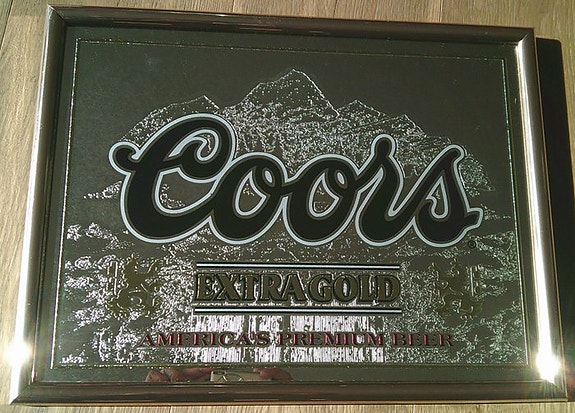 Coors®
EXTRA GOLD
AMERICA'S PREMIUM BEER